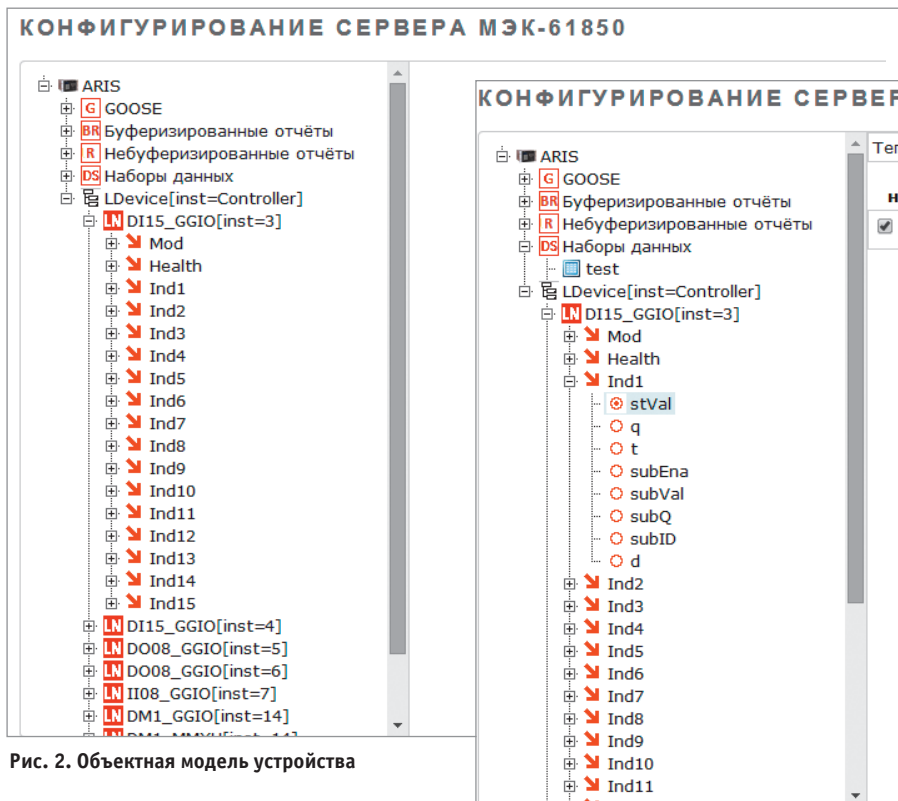 КОНФИГУРИРОВАНИЕ СЕРВЕРА МЭК-61850
ARIS
G GOOSE
BR Буферизированные отчёты
R Небуферизированные отчёты
DS Наборы данных
LDevice[inst=Controller]
LN DI15_GGIO[inst=3]
Mod
Health
Ind1
Ind2
Ind3
Ind4
Ind5
Ind6
Ind7
Ind8
Ind9
Ind10
Ind11
Ind12
Ind13
Ind14
Ind15
LN DI15_GGIO[inst=4]
LN DO08_GGIO[inst=5]
LN DO08_GGIO[inst=6]
LN II08_GGIO[inst=7]
LN DM1_GGIO[inst=14]
Рис. 2. Объектная модель устройства
КОНФИГУРИРОВАНИЕ СЕРВЕР
ARIS
G GOOSE
BR Буферизированные отчёты
R Небуферизированные отчёты
DS Наборы данных
test
LDevice[inst=Controller]
LN DI15_GGIO[inst=3]
Mod
Health
Ind1
stVal
q
t
subEna
subVal
subQ
subID
d
Ind2
Ind3
Ind4
Ind5
Ind6
Ind7
Ind8
Ind9
Ind10
Ind11